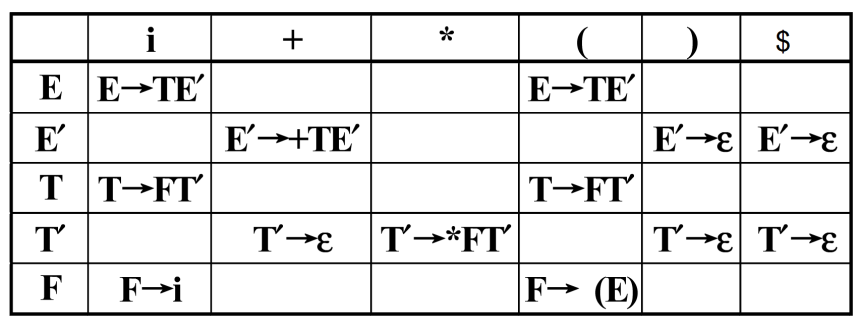 i + * ( ) $
E E→TE′ E→TE′
E′ E′→+TE′ E′→ε E′→ε
T T→FT′ T→FT′
T′ T′→ε T′→*FT′ T′→ε T′→ε
F F→i F→ (E)